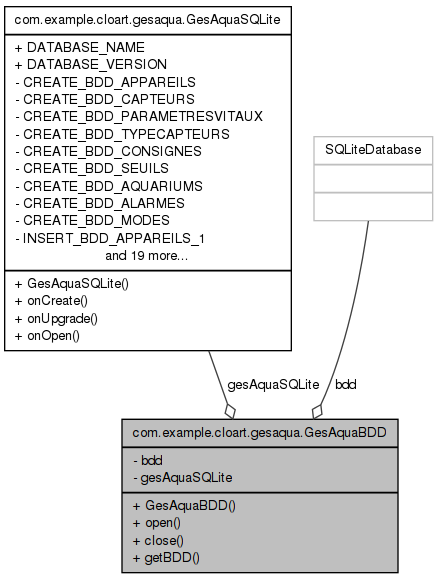 com.example.cloart.gesaqua.GesAquaSQLite
+ DATABASE_NAME
+ DATABASE_VERSION
- CREATE_BDD_APPAREILS
- CREATE_BDD_CAPTEURS
- CREATE_BDD_PARAMETRESVITAUX
- CREATE_BDD_TYPECAPTEURS
- CREATE_BDD_CONSIGNES
- CREATE_BDD_SEUILS
- CREATE_BDD_AQUARIUMS
- CREATE_BDD_ALARMES
- CREATE_BDD_MODES
- INSERT_BDD_APPAREILS_1
and 19 more...
+ GesAquaSQLite()
+ onCreate()
+ onUpgrade()
+ onOpen()
SQLiteDatabase
gesAquaSQLite
bdd
com.example.cloart.gesaqua.GesAquaBDD
- bdd
- gesAquaSQLite
+ GesAquaBDD()
+ open()
+ close()
+ getBDD()